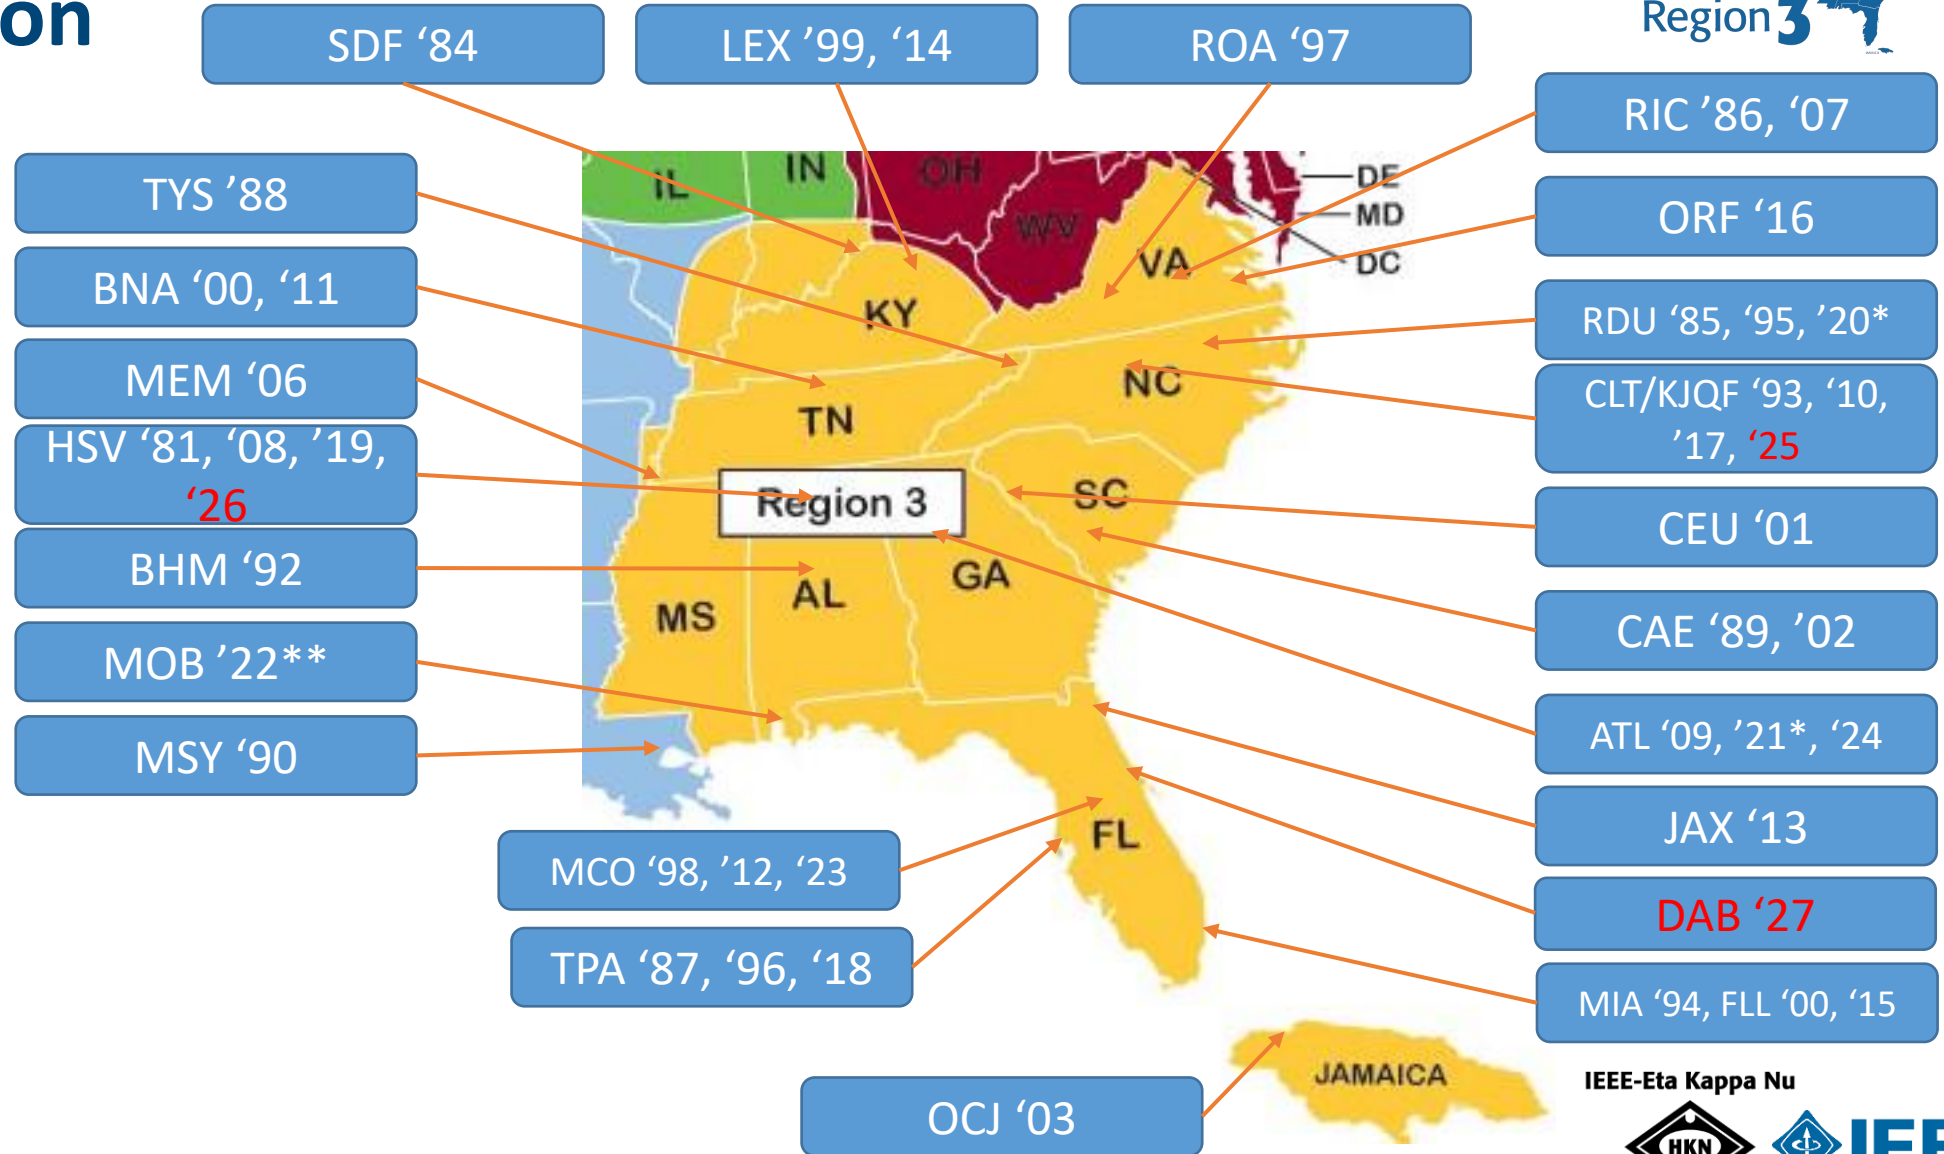 on
Region 3
SDF ‘84
LEX ’99, ‘14
ROA ‘97
RIC ’86, ‘07
TYS ’88
ORF ‘16
BNA ‘00, ‘11
RDU ‘85, ‘95, ’20*
MEM ‘06
CLT/KJQF ‘93, ‘10,
’17, ‘25
HSV ‘81, ‘08, ’19,
‘26
CEU ‘01
BHM ‘92
CAE ‘89, ’02
MOB ’22**
ATL ‘09, ’21*, ‘24
MSY ‘90
JAX ‘13
MCO ‘98, ’12, ‘23
DAB ‘27
TPA ‘87, ‘96, ‘18
MIA ‘94, FLL ‘00, ‘15
OCJ ‘03
IL
IN
OH
WV
DE
MD
DC
VA
KY
NC
TN
Region 3
SC
GA
AL
MS
FL
JAMAICA
IEEE-Eta Kappa Nu
HKN